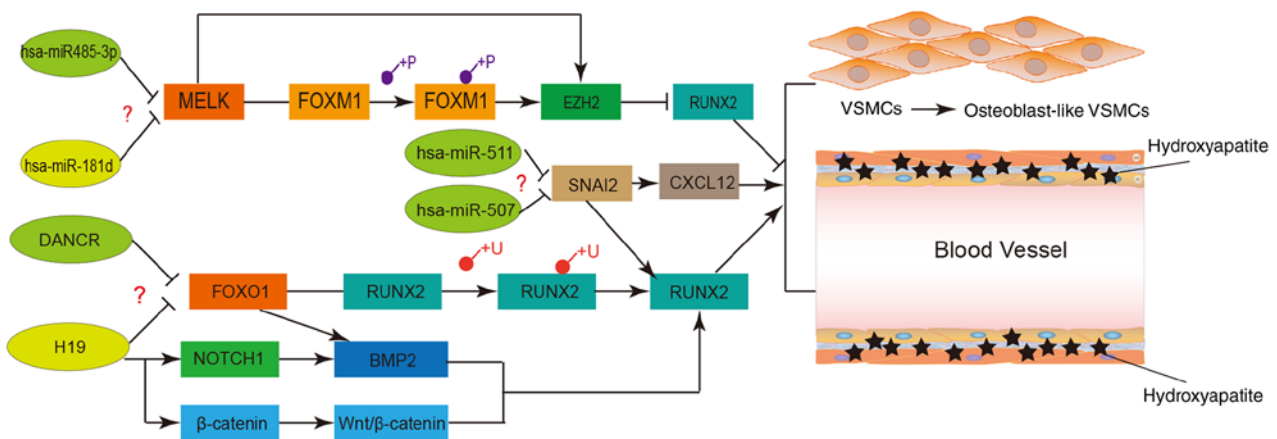 hsa-miR485-3p
?
hsa-miR-181d
MELK
FOXM1
+P
+P
FOXM1
EZH2
RUNX2
hsa-miR-511
?
hsa-miR-507
SNAI2
CXCL12
DANCR
?
H19
FOXO1
RUNX2
+U
+U
RUNX2
RUNX2
NOTCH1
BMP2
β-catenin
Wnt/β-catenin
VSMCs
Osteoblast-like VSMCs
Hydroxyapatite
Blood Vessel
Hydroxyapatite